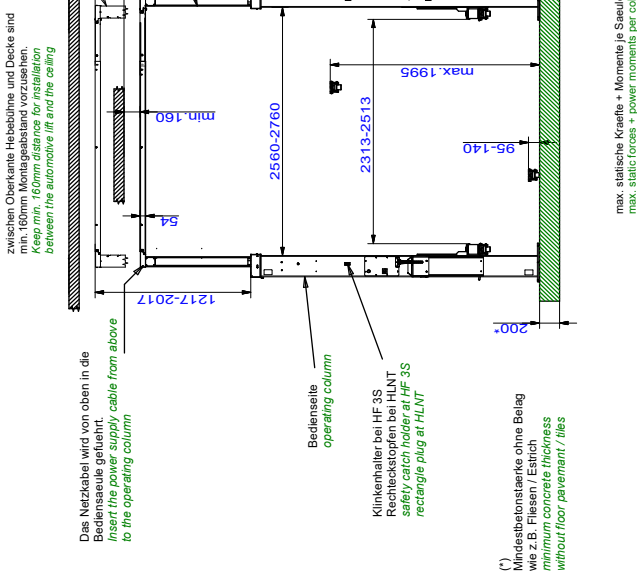 zwischen Oberkante Hebebühne und Decke sind
min.160mm Montageabstand vorzusehen.
Keep min. 160mm distance for installation
between the automotive lift and the ceiling
Das Netzkabel wird von oben in die
Bediensaeule gefuehrt.
Insert the power supply cable from above
to the operating column
Bedienseite
operating column
Klinkenhalter bei HF 3S
Rechteckstopfen bei HLNT
safety catch holder at HF 3S
rectangle plug at HLNT
(*)
Mindestbetonstaerke ohne Belag
wie z.B. Fliesen / Estrich
minimum concrete thickness
without floor pavement / tiles
max. statische Kraefte + Momente je
max. static forces + power moments per
min.160
54
1217-2017
2560-2760
2313-2513
max.1995
95-140
200*